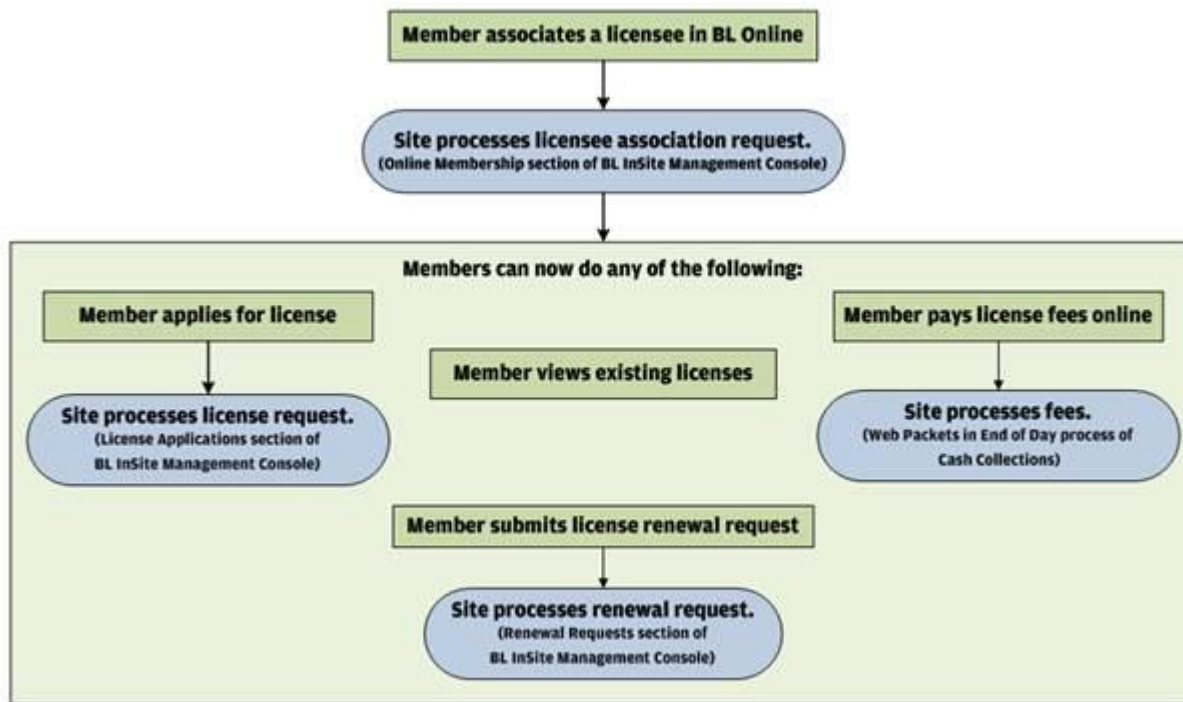 Member associates a licensee in BL Online
Site processes licensee association request.
(Online Membership section of BL InSite Management Console)
Members can now do any of the following:
Member applies for license
Site processes license request.
(License Applications section of
BL InSite Management Console)
Member views existing licenses
Member pays license fees online
Site processes fees.
(Web Packets in End of Day process of
Cash Collections)
Member submits license renewal request
Site processes renewal request.
(Renewal Requests section of
BL InSite Management Console)